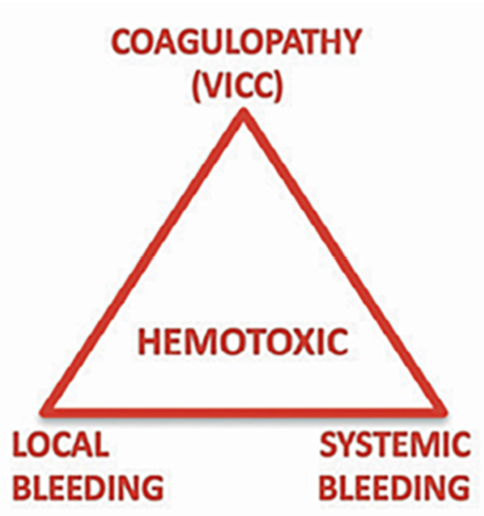 COAGULOPATHY
(VICC)
HEMOTOXIC
LOCAL
BLEEDING
SYSTEMIC
BLEEDING